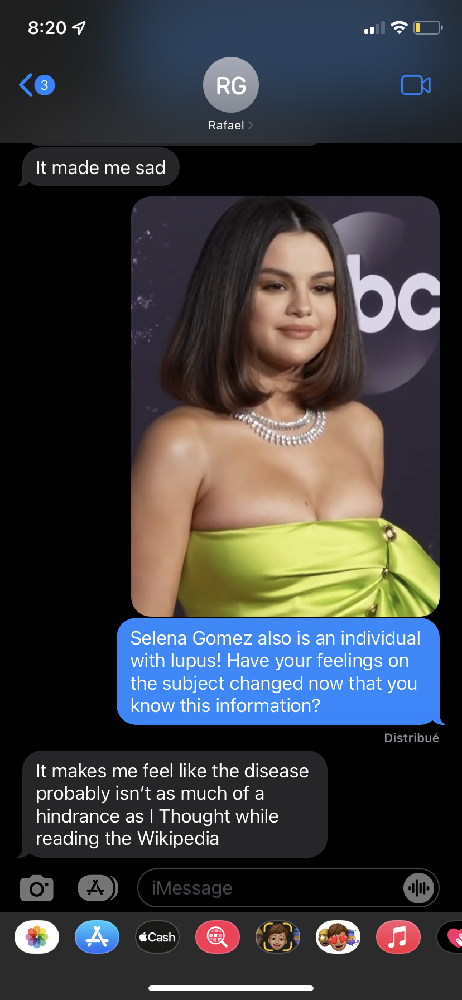 8:20
3
RG
Rafael
It made me sad
bc
Selena Gomez also is an individual
with lupus! Have your feelings on
the subject changed now that you
know this information?
Distribué
It makes me feel like the disease
probably isn’t as much of a
hindrance as I Thought while
reading the Wikipedia
iMessage
Cash